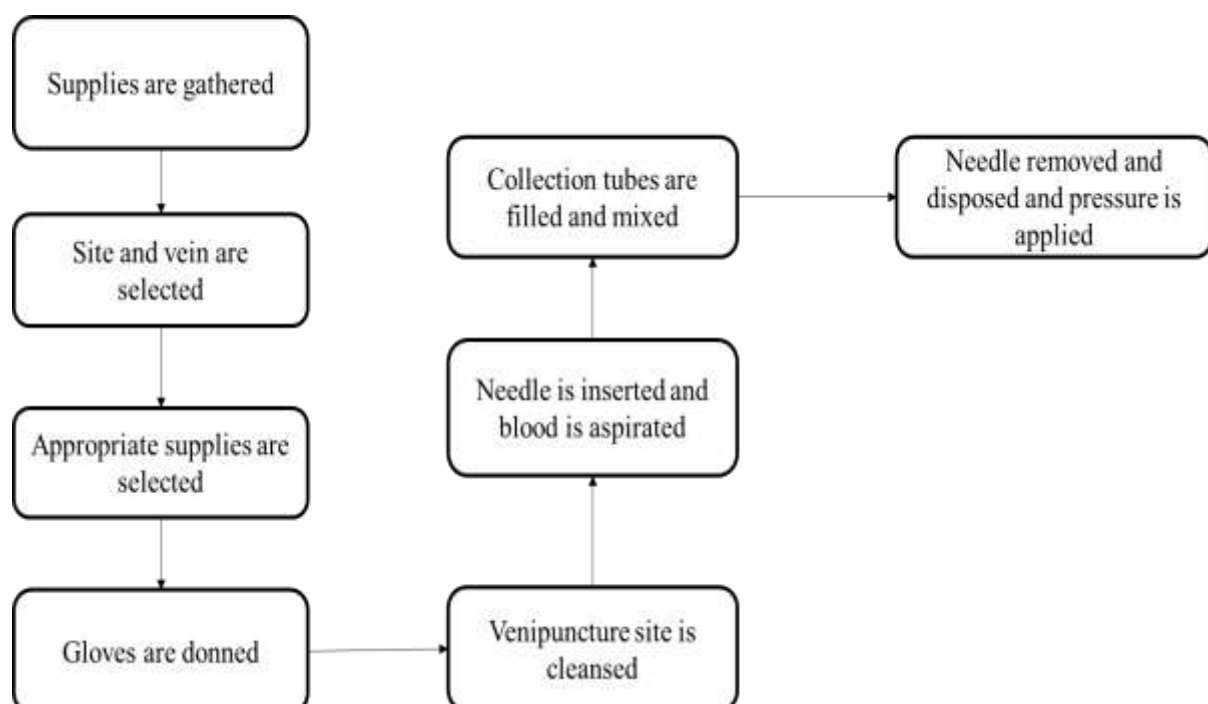 Supplies are gathered
Site and vein are
selected
Appropriate supplies are
selected
Gloves are donned
Venipuncture site is
cleansed
Needle is inserted and
blood is aspirated
Collection tubes are
filled and mixed
Needle removed and
disposed and pressure is
applied